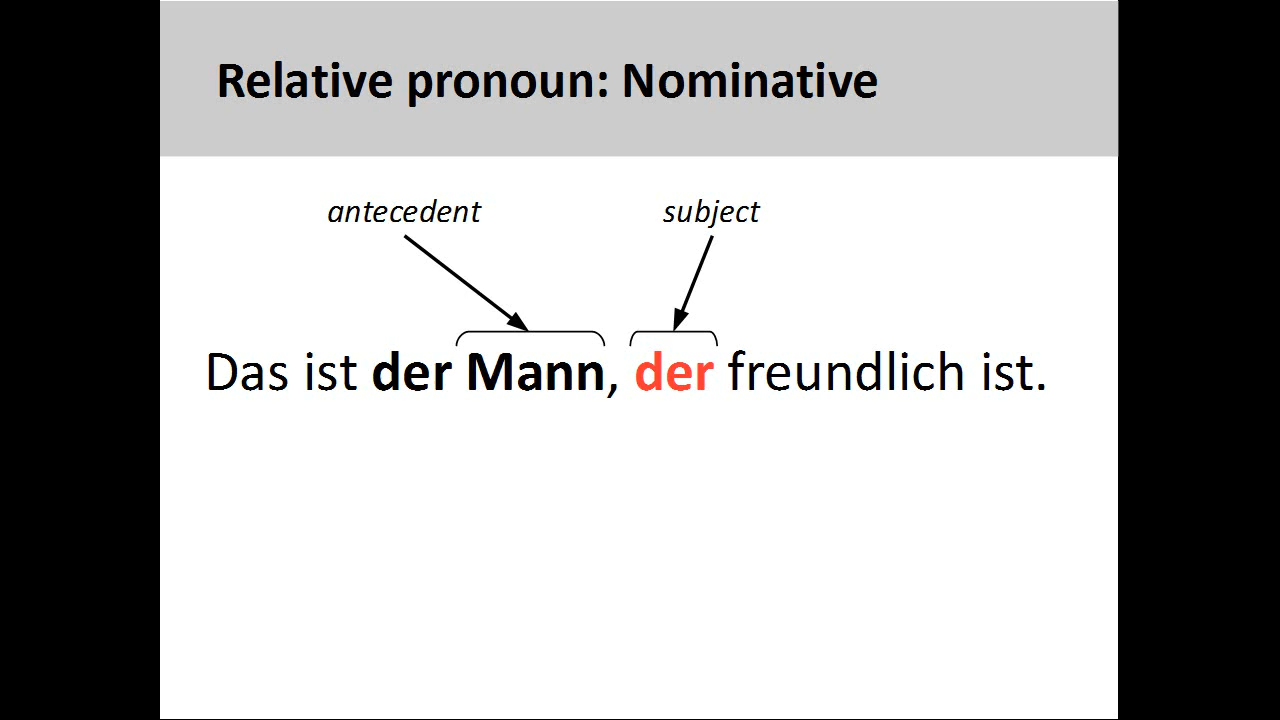 Relative pronoun: Nominative
antecedent subject
Das ist der Mann, der freundlich ist.